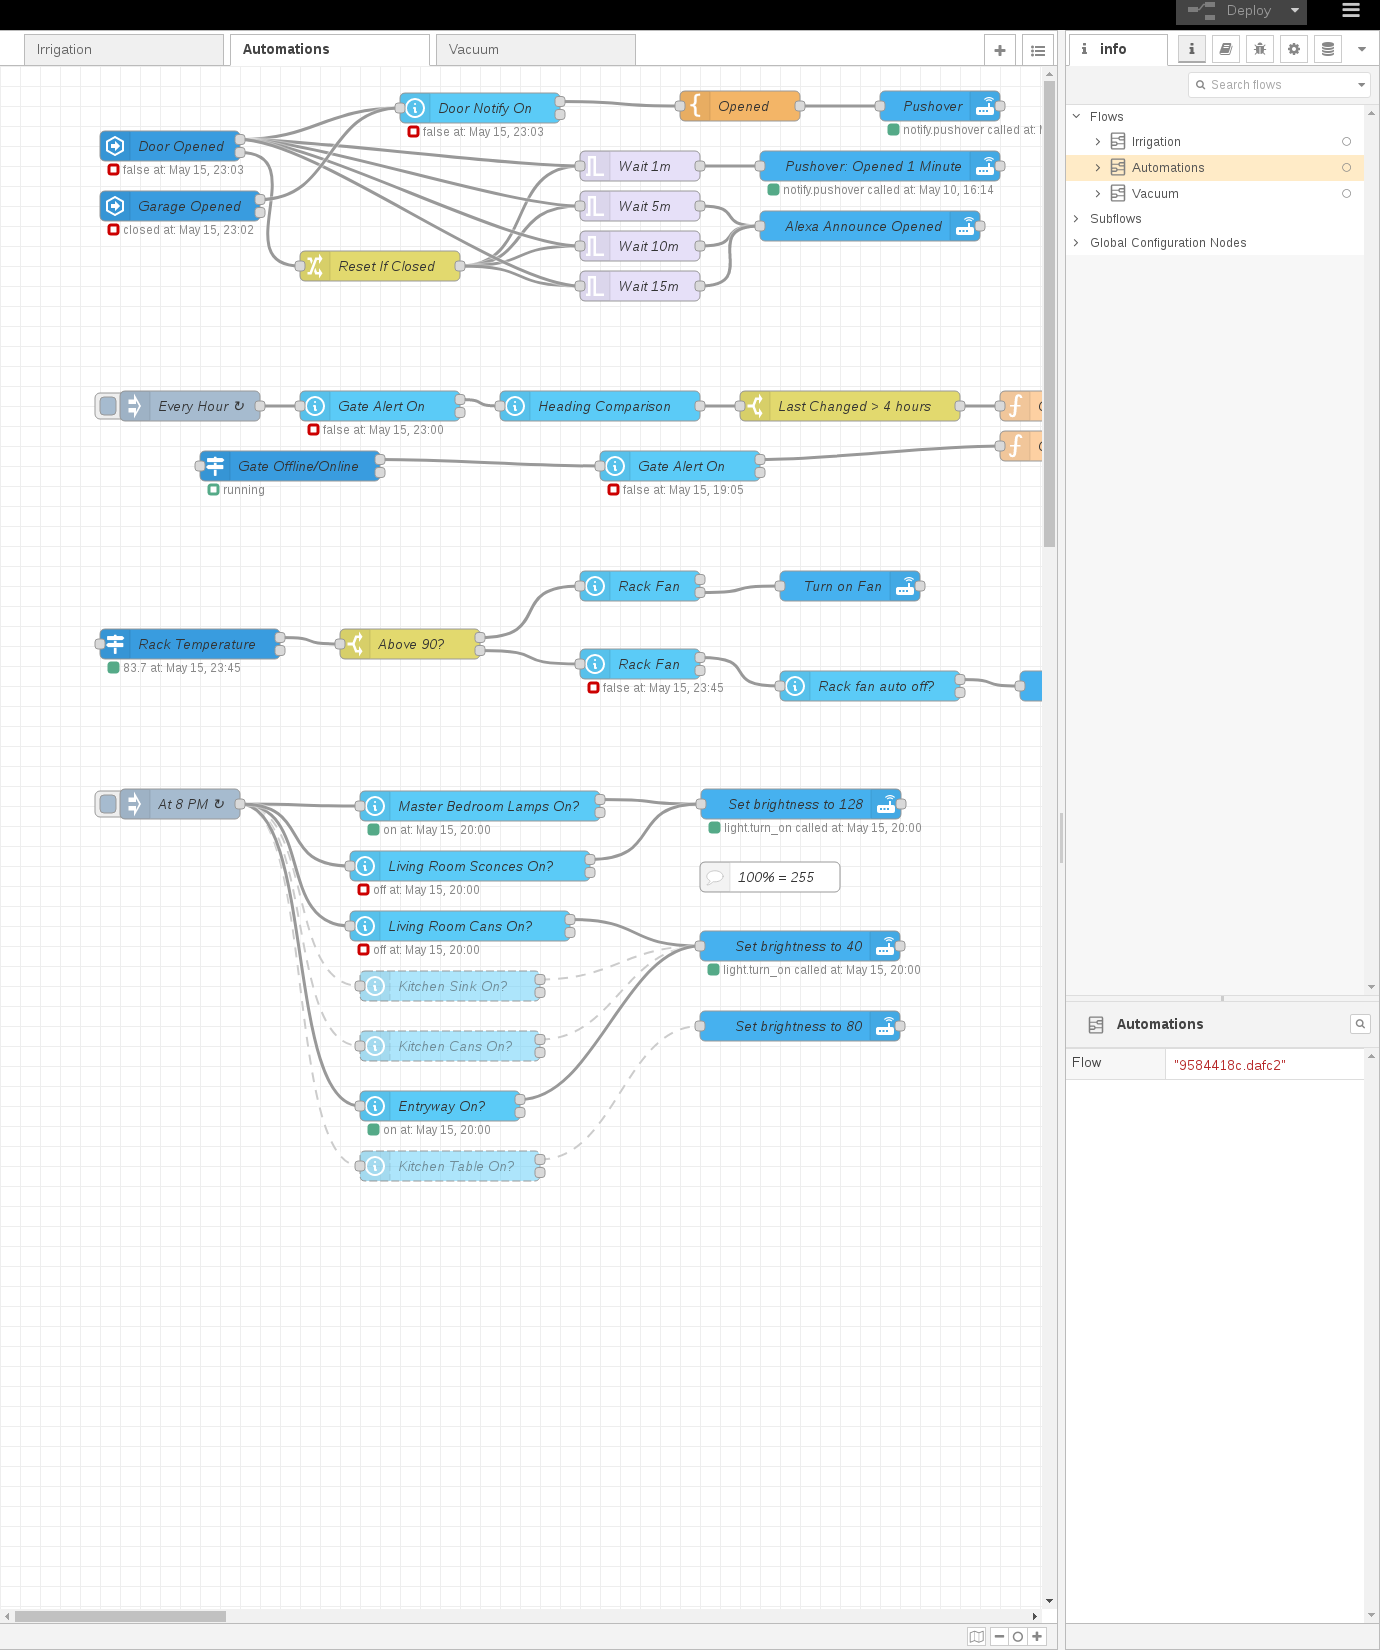 Deploy
Irrigation
Automations
Vacuum
info
Search flows
Flows
Irrigation
Automations
Vacuum
Subflows
Global Configuration Nodes
Door Notify On
false at: May 15, 23:03
Opened
Pushover
notify.pushover called at:
Door Opened
false at: May 15, 23:03
Wait 1m
Pushover: Opened 1 Minute
notify.pushover called at: May 10, 16:14
Garage Opened
closed at: May 15, 23:02
Wait 5m
Alexa Announce Opened
Wait 10m
Reset If Closed
Wait 15m
Every Hour ↻
Gate Alert On
false at: May 15, 23:00
Heading Comparison
Last Changed > 4 hours
Gate Offline/Online
running
Gate Alert On
false at: May 15, 19:05
Rack Fan
Turn on Fan
Rack Temperature
83.7 at: May 15, 23:45
Above 90?
Rack Fan
false at: May 15, 23:45
Rack fan auto off?
At 8 PM ↻
Master Bedroom Lamps On?
on at: May 15, 20:00
Set brightness to 128
light.turn_on called at: May 15, 20:00
Living Room Sconces On?
off at: May 15, 20:00
100% = 255
Living Room Cans On?
off at: May 15, 20:00
Set brightness to 40
light.turn_on called at: May 15, 20:00
Kitchen Sink On?
Set brightness to 80
Kitchen Cans On?
Entryway On?
on at: May 15, 20:00
Kitchen Table On?
Automations
Flow
"9584418c.dafc2"